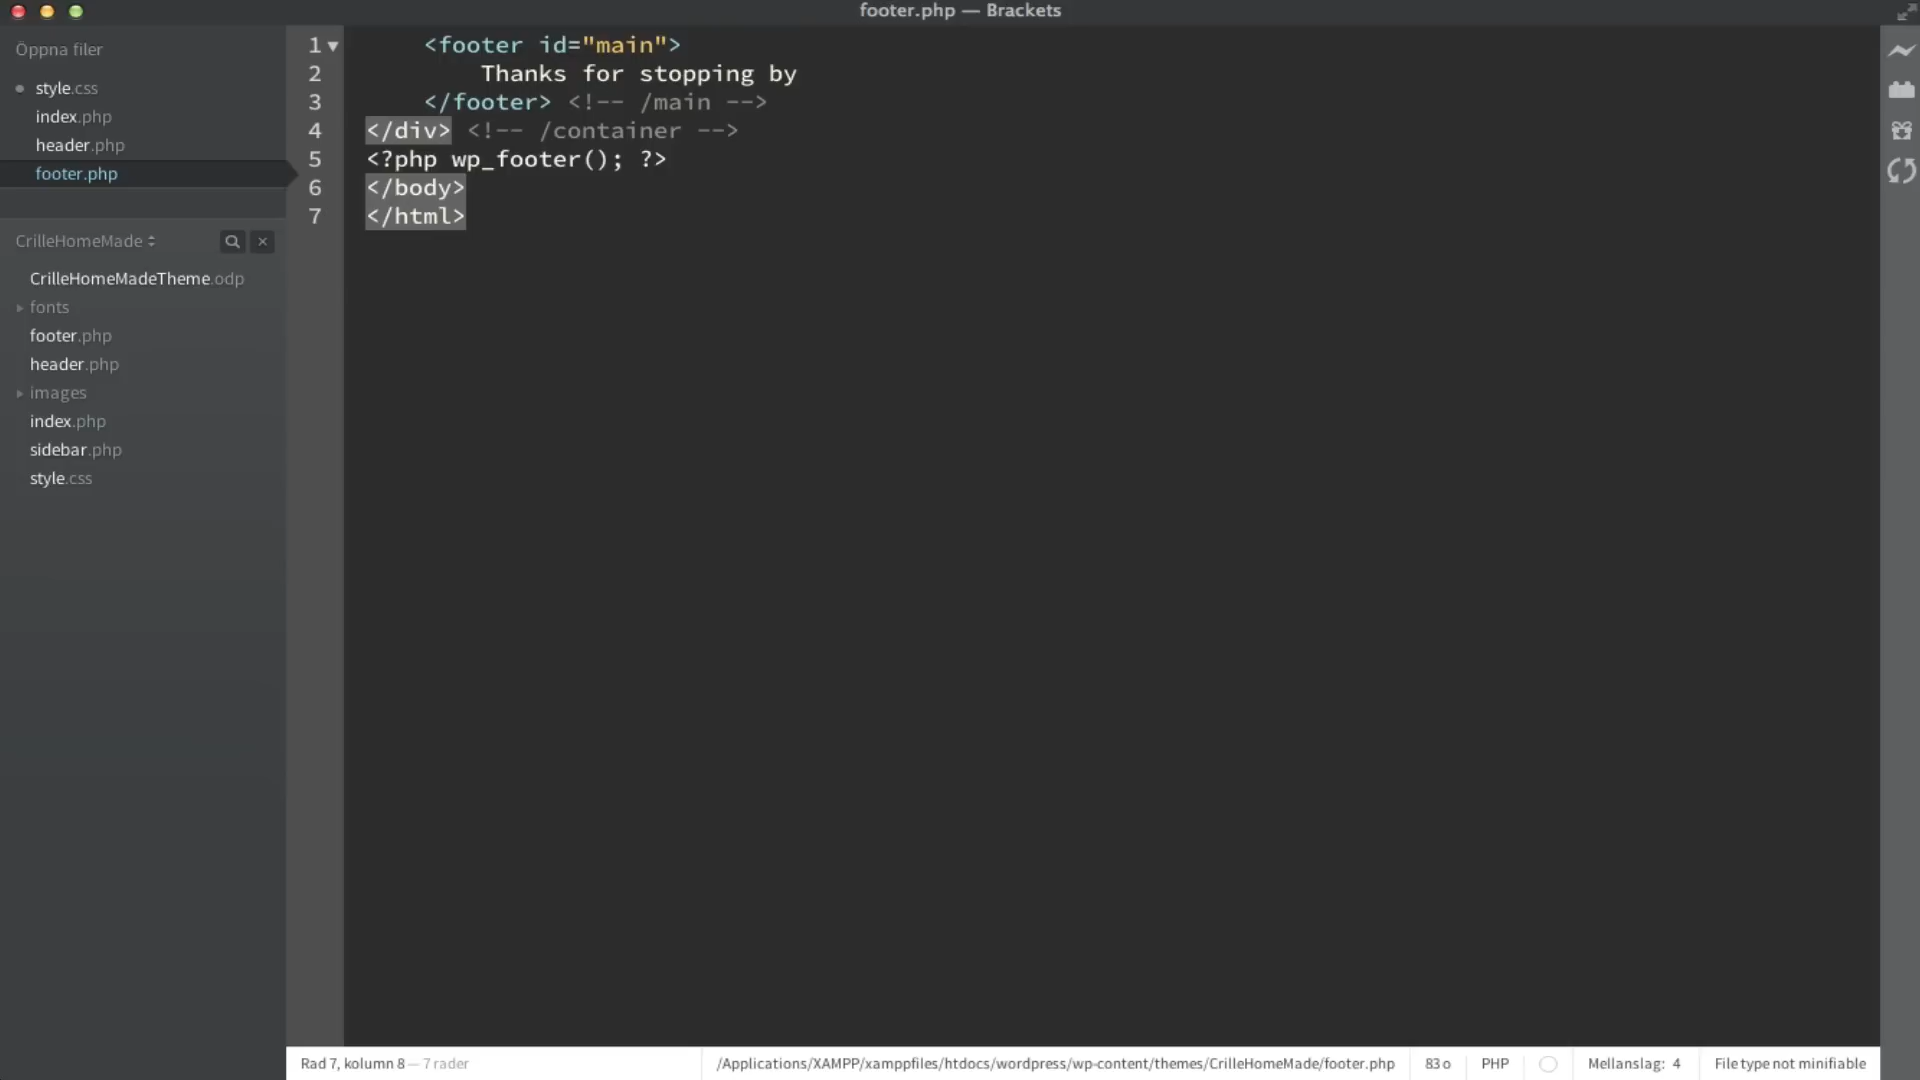 footer.php — Brackets
Öppna filer
style.css
index.php
header.php
footer.php
CrilleHomeMade
CrilleHomeMadeTheme.odp
fonts
footer.php
header.php
images
index.php
sidebar.php
style.css
1 <footer id="main">
2 Thanks for stopping by
3 </footer> <!-- /main -->
4 </div> <!-- /container -->
5 <?php wp_footer(); ?>
6 </body>
7 </html>
Rad 7, kolumn 8 — 7 rader
/Applications/XAMPP/xamppfiles/htdocs/wordpress/wp-content/themes/CrilleHomeMade/footer.php
83 o
PHP
Mellanslag: 4
File type not minifiable